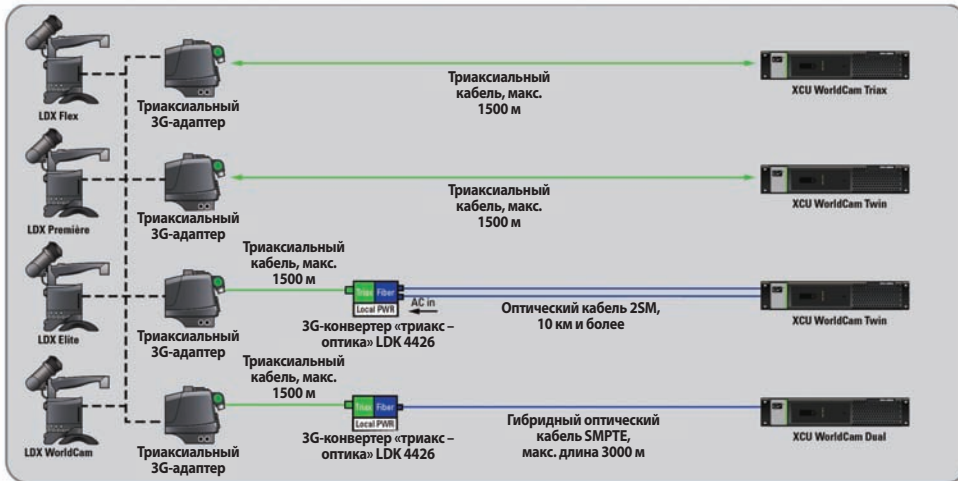 LDX Flex
Триаксиальный
3G-адаптер
Триаксиальный
кабель, макс.
1500 м
XCU WorldCam Triax
LDX Première
Триаксиальный
3G-адаптер
Триаксиальный
кабель, макс.
1500 м
XCU WorldCam Twin
LDX Elite
Триаксиальный
3G-адаптер
Триаксиальный
кабель, макс.
1500 м
Triax Fiber
Local PWR
AC in
3G-конвертер «триакс –
оптика» LDK 4426
Оптический кабель 2SM,
10 км и более
XCU WorldCam Twin
LDX WorldCam
Триаксиальный
3G-адаптер
Триаксиальный
кабель, макс.
1500 м
Triax Fiber
Local PWR
3G-конвертер «триакс –
оптика» LDK 4426
Гибридный оптический
кабель SMPTE,
макс. длина 3000 м
XCU WorldCam Dual